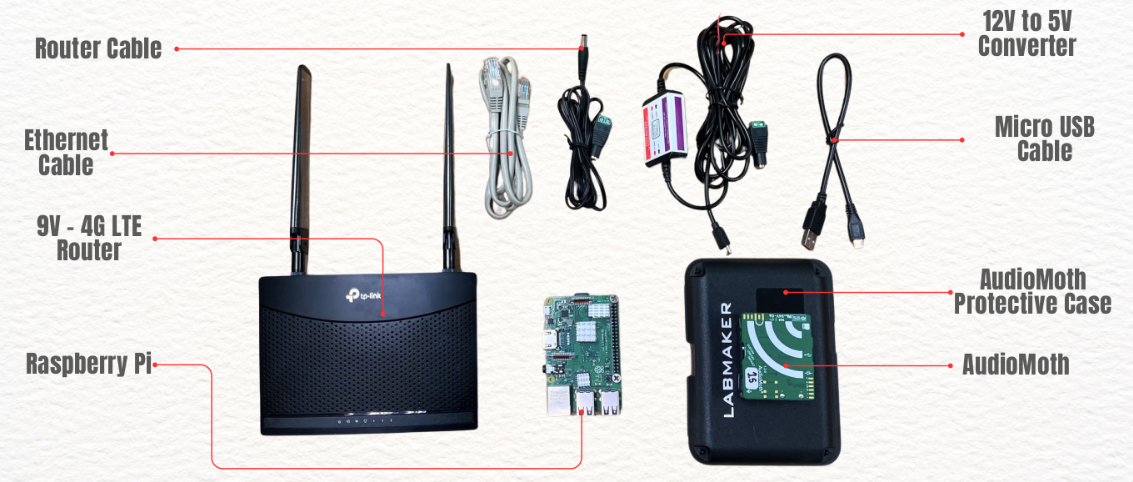 Router Cable
Ethernet
Cable
9V - 4G LTE
Router
Raspberry Pi
12V to 5V
Converter
Micro USB
Cable
AudioMoth
Protective Case
AudioMoth
tp-link
LABMAKER
15